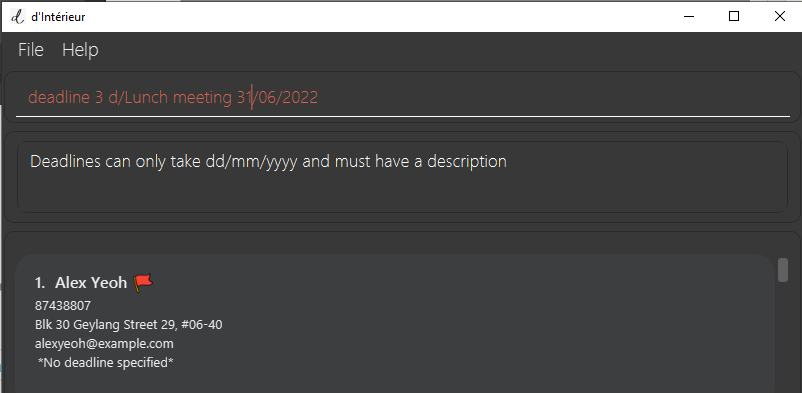 d'Intérieur
File Help
deadline 3 d/Lunch meeting 31/06/2022
Deadlines can only take dd/mm/yyyy and must have a description
1. Alex Yeoh
87438807
Blk 30 Geylang Street 29, #06-40
alexyeoh@example.com
*No deadline specified*